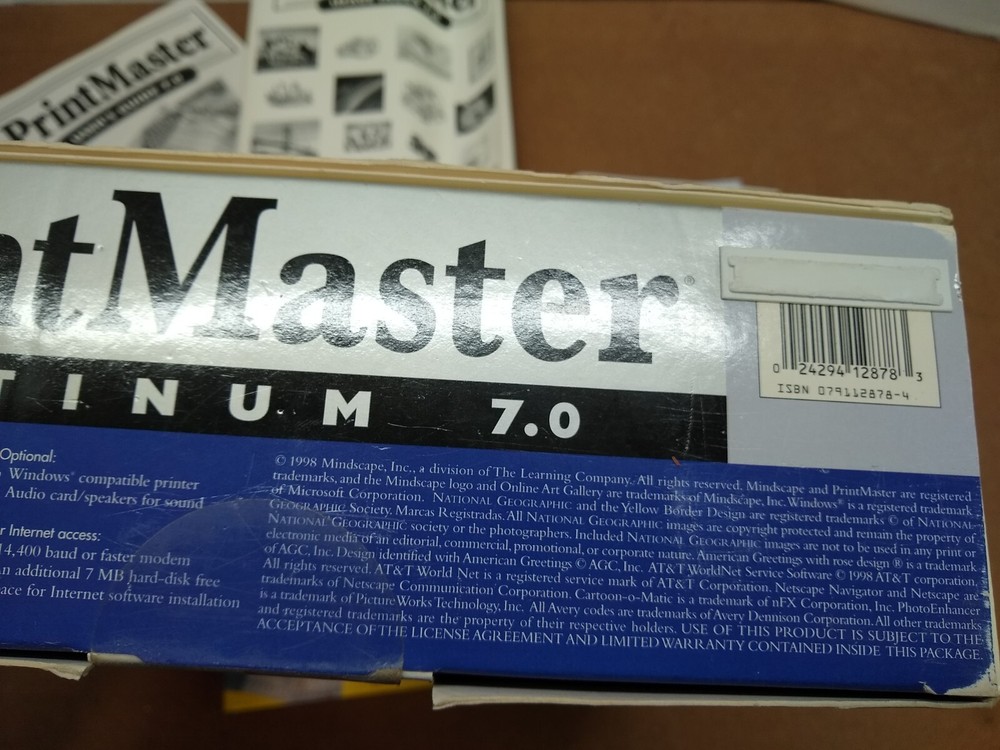 PrintMaster
ntMaster
TINUM 7.0
0 24294 12878 3
ISBN 079112878-4
Optional:
Windows® compatible printer
Audio card/speakers for sound
r Internet access:
14,400 baud or faster modem
n additional 7 MB hard-disk free
ace for Internet software installation
© 1998 Mindscape, Inc., a division of The Learning Company. All rights reserved. Mindscape and PrintMaster are registered
trademarks, and the Mindscape logo and Online Art Gallery are trademarks of Mindscape, Inc. Windows® is a registered trademark
of Microsoft Corporation. NATIONAL GEOGRAPHIC and the Yellow Border Design are registered trademarks © of NATIONAL
GEOGRAPHIC Society. Marcas Registradas. All NATIONAL GEOGRAPHIC images are copyright protected and remain the property of
NATIONAL GEOGRAPHIC society or the photographers. Included NATIONAL GEOGRAPHIC images are not to be used in any print or
electronic media of an editorial, commercial, promotional, or corporate nature. American Greetings with rose design ® is a trademark
of AGC, Inc. Design identified with American Greetings © AGC, Inc. AT&T WorldNet Service Software © 1998 AT&T corporation.
All rights reserved. AT&T World Net is a registered service mark of AT&T Corporation. Netscape Navigator and Netscape are
trademarks of Netscape Communication Corporation. Cartoon-o-Matic is a trademark of nFX Corporation, Inc. PhotoEnhancer
is a trademark of PictureWorks Technology, Inc. All Avery codes are trademarks of Avery Dennison Corporation. All other trademarks
and registered trademarks are the property of their respective holders. USE OF THIS PRODUCT IS SUBJECT TO THE
ACCEPTANCE OF THE LICENSE AGREEMENT AND LIMITED WARRANTY CONTAINED INSIDE THIS PACKAGE.